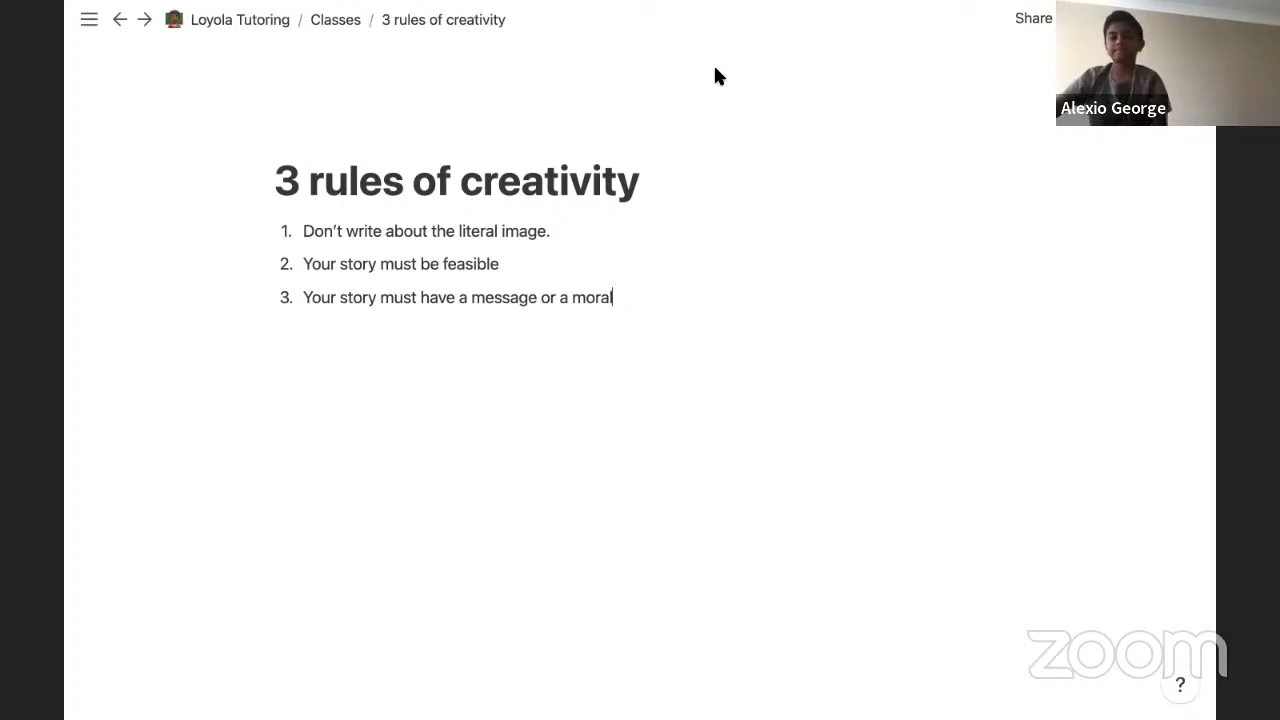 Loyola Tutoring / Classes / 3 rules of creativity
Share
Alexio George
3 rules of creativity
1. Don’t write about the literal image.
2. Your story must be feasible
3. Your story must have a message or a moral
zoom
?